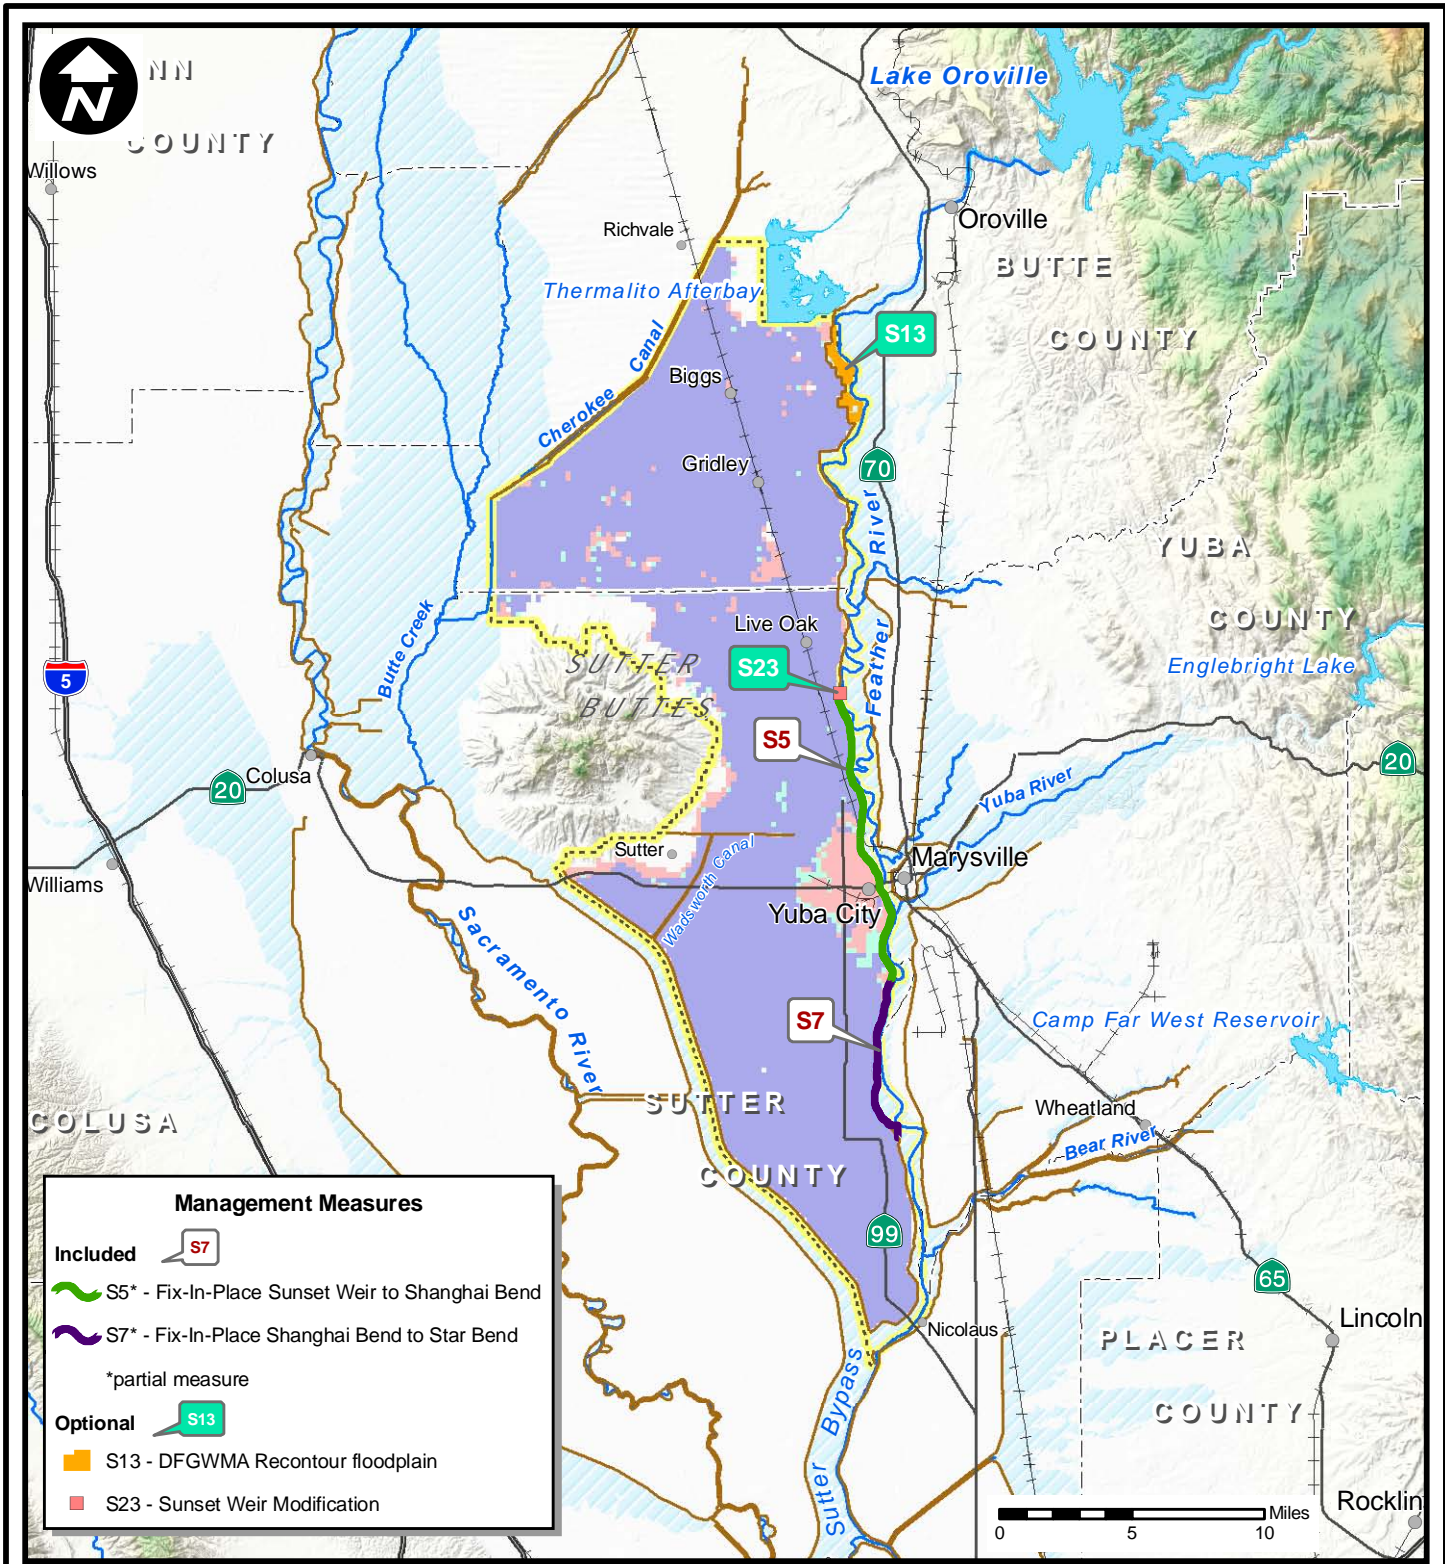 N
NN
COUNTY
Lake Oroville
Willows
Richvale
Oroville
BUTTE
COUNTY
Thermalito Afterbay
S13
Cherokee Canal
Biggs
Gridley
70
Feather River
YUBA
COUNTY
Live Oak
Butte Creek
Englebright Lake
SUTTER
BUTTES
S23
5
S5
20
Colusa
20
Yuba River
Sutter
Wadsworth Canal
Marysville
Williams
Yuba City
Sacramento River
S7
Camp Far West Reservoir
SUTTER
COUNTY
Wheatland
Bear River
COLUSA
99
65
Nicolaus
Lincoln
PLACER
COUNTY
Sutter Bypass
Rocklin
Management Measures
Included S7
S5* - Fix-In-Place Sunset Weir to Shanghai Bend
S7* - Fix-In-Place Shanghai Bend to Star Bend
*partial measure
Optional S13
S13 - DFGWMA Recontour floodplain
S23 - Sunset Weir Modification
Miles
0 5 10